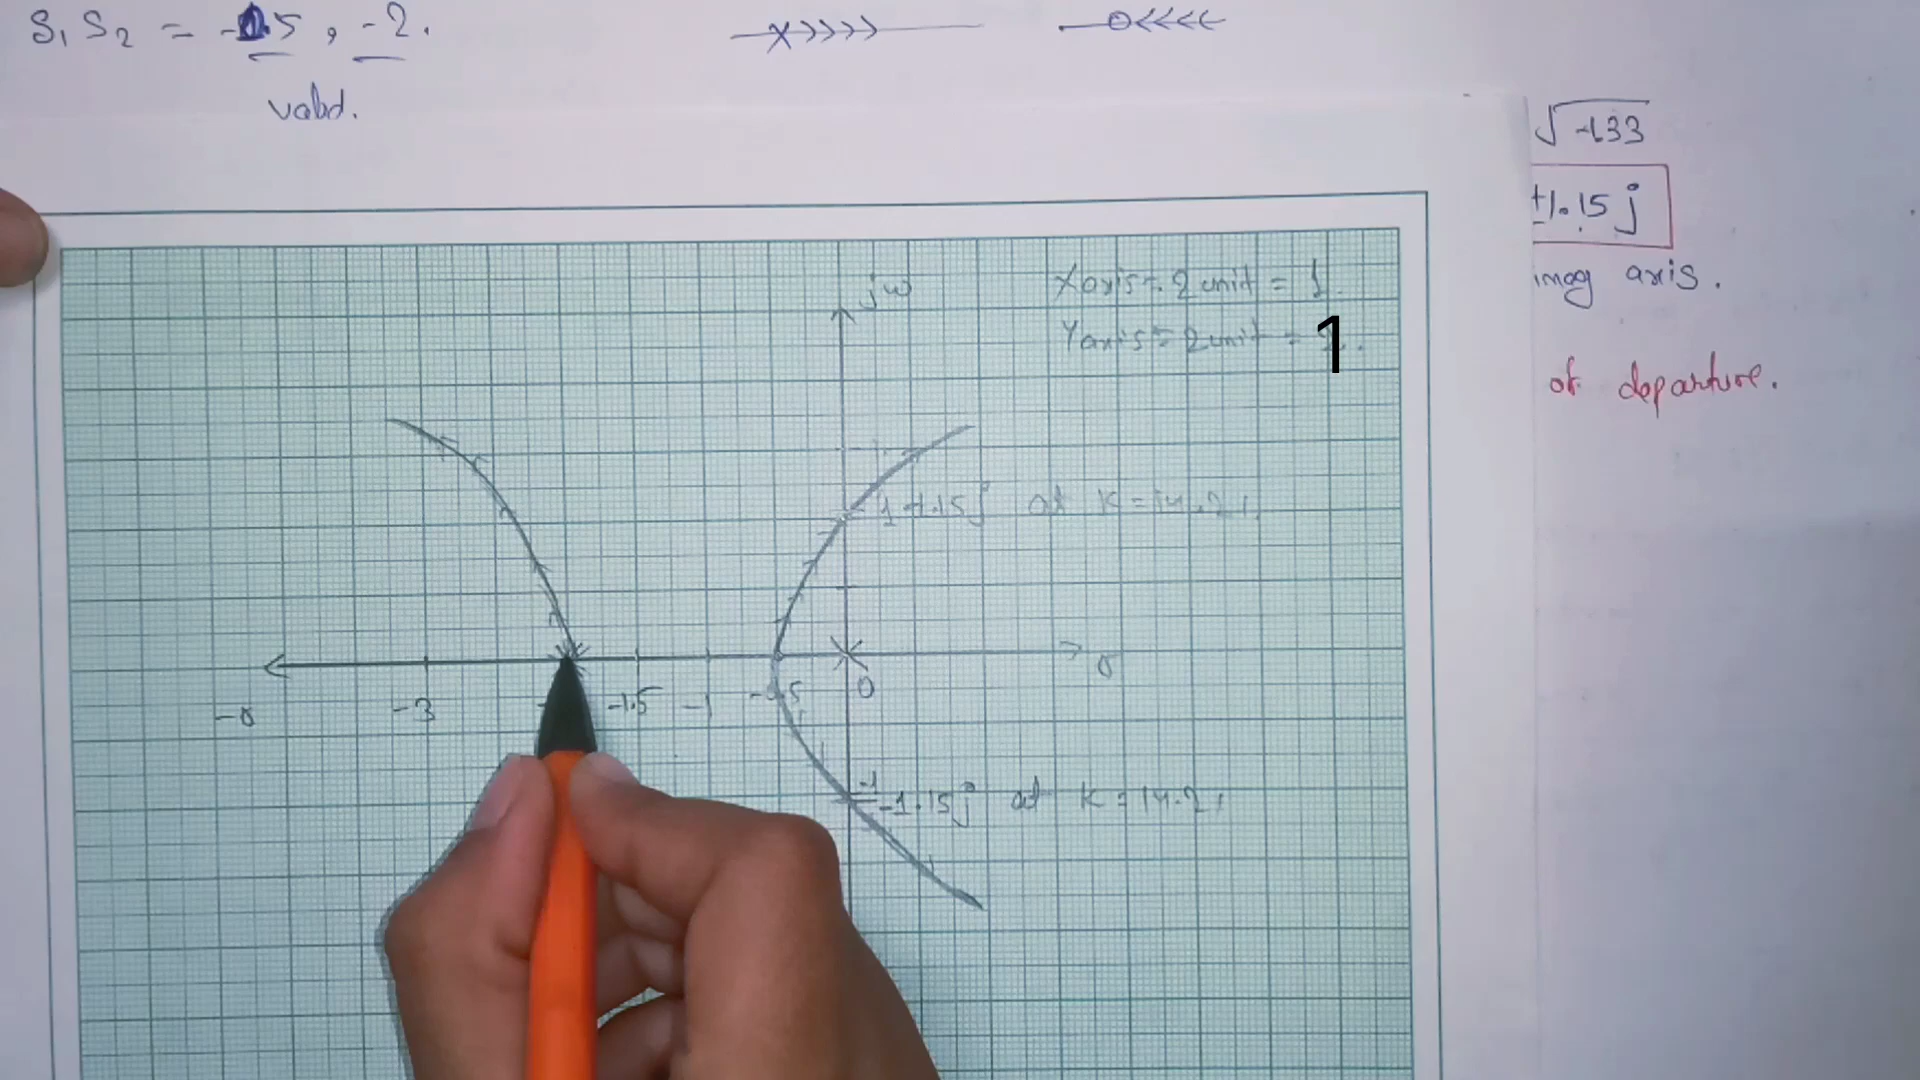 S₁ S₂ = -0.5 , -2.
valid.
√-1.33
±1.15 j
imag axis.
of departure.
jω
X axis = 2 unit = 1.
Y axis = 2 unit = 1
1 +1.15j at K = 14.21
σ
-3 -1.5 -1 -0.5 0
-1 -1.15j at K = 14.21